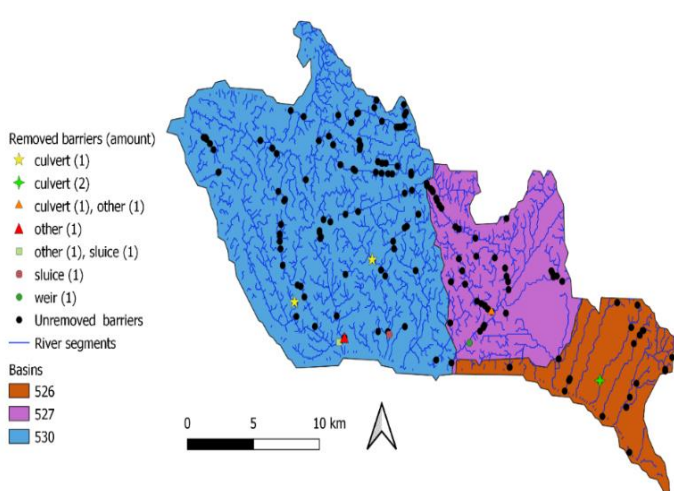 Removed barriers (amount)
culvert (1)
culvert (2)
culvert (1), other (1)
other (1)
other (1), sluice (1)
sluice (1)
weir (1)
Unremoved barriers
River segments
Basins
526
527
530
0 5 10 km